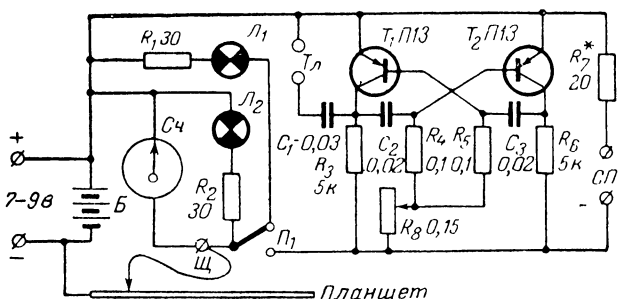 R₁ 30
Л₁
Тл
Т₁ П13
Т₂ П13
R₇*
20
Сч
Л₂
C₁-0,03
C₂
0,02
R₄
0,1
R₅
0,1
C₃
0,02
R₆
5к
R₃
5к
R₂
30
СП
-
+
7-9в
Б
-
Щ
П₁
R₈ 0,15
Планшет